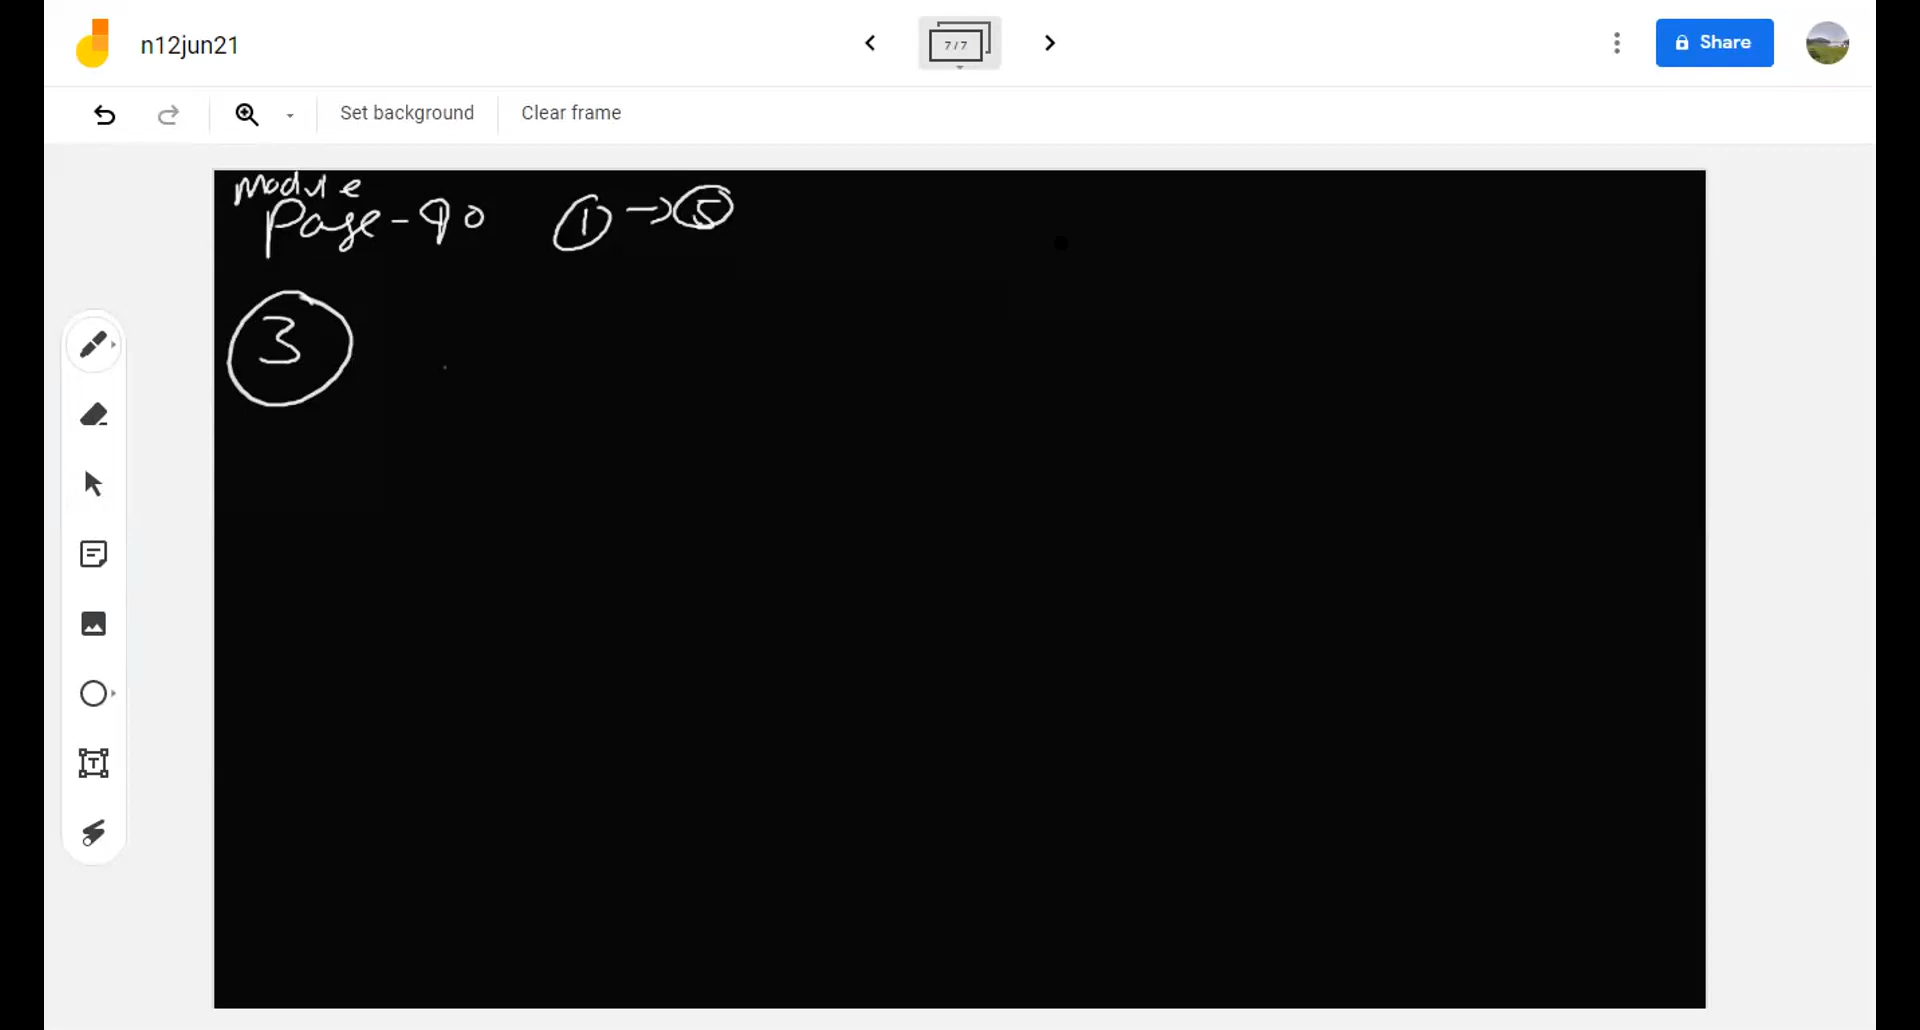 n12jun21
7/7
Share
Set background
Clear frame
Module
Page-90 ① → ⑤
③